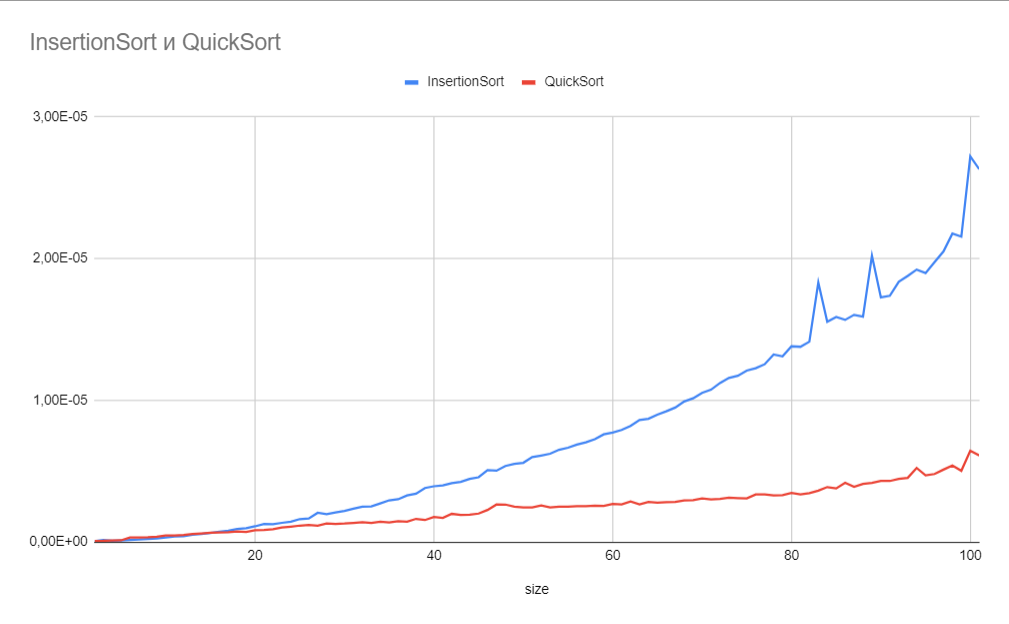 InsertionSort и QuickSort
InsertionSort QuickSort
3,00E-05
2,00E-05
1,00E-05
0,00E+00
20 40 60 80 100
size